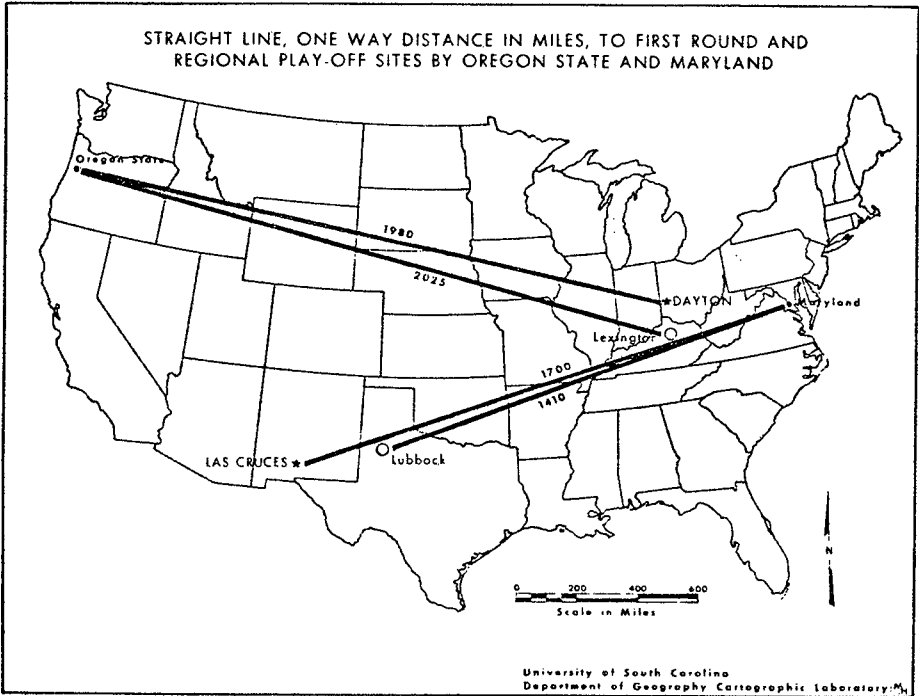 STRAIGHT LINE, ONE WAY DISTANCE IN MILES, TO FIRST ROUND AND
REGIONAL PLAY-OFF SITES BY OREGON STATE AND MARYLAND
Oregon State
1980
2025
DAYTON
Maryland
Lexington
1700
1410
LAS CRUCES
Lubbock
N
0 200 400 600
Scale in Miles
University of South Carolina
Department of Geography Cartographic Laboratory